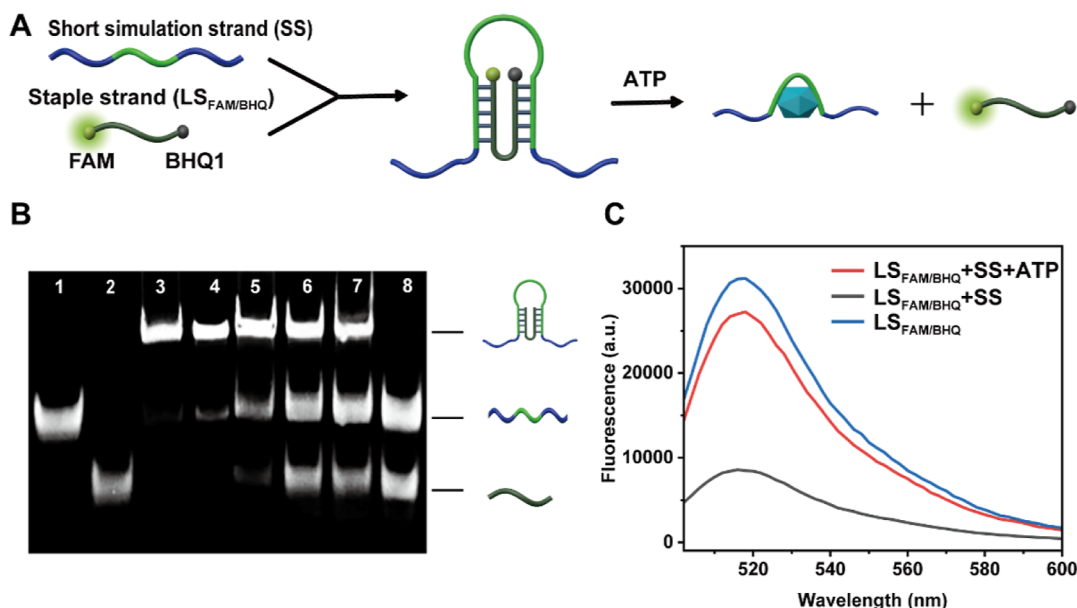 A
Short simulation strand (SS)
Staple strand (LSFAM/BHQ)
FAM BHQ1
ATP
+
B
1 2 3 4 5 6 7 8
C
LSFAM/BHQ+SS+ATP
LSFAM/BHQ+SS
LSFAM/BHQ
Fluorescence (a.u.)
30000
20000
10000
0
520 540 560 580 600
Wavelength (nm)